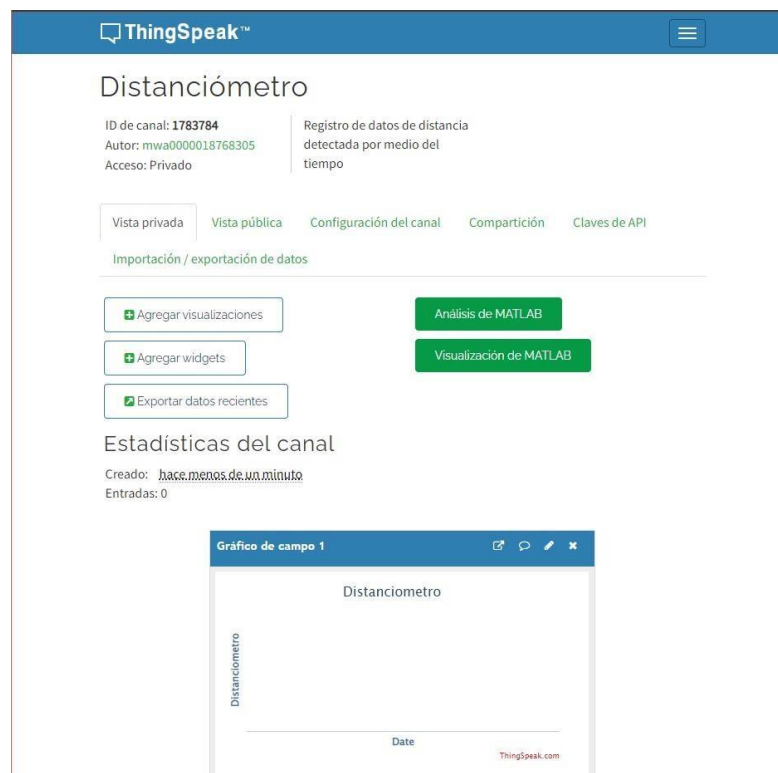 ThingSpeak™
Distanciómetro
ID de canal: 1783784
Autor: mwa0000018768305
Acceso: Privado
Registro de datos de distancia
detectada por medio del
tiempo
Vista privada Vista pública Configuración del canal Compartición Claves de API
Importación / exportación de datos
Agregar visualizaciones
Análisis de MATLAB
Agregar widgets
Visualización de MATLAB
Exportar datos recientes
Estadísticas del canal
Creado: hace menos de un minuto
Entradas: 0
Gráfico de campo 1
Distanciometro
Distanciometro
Date
ThingSpeak.com